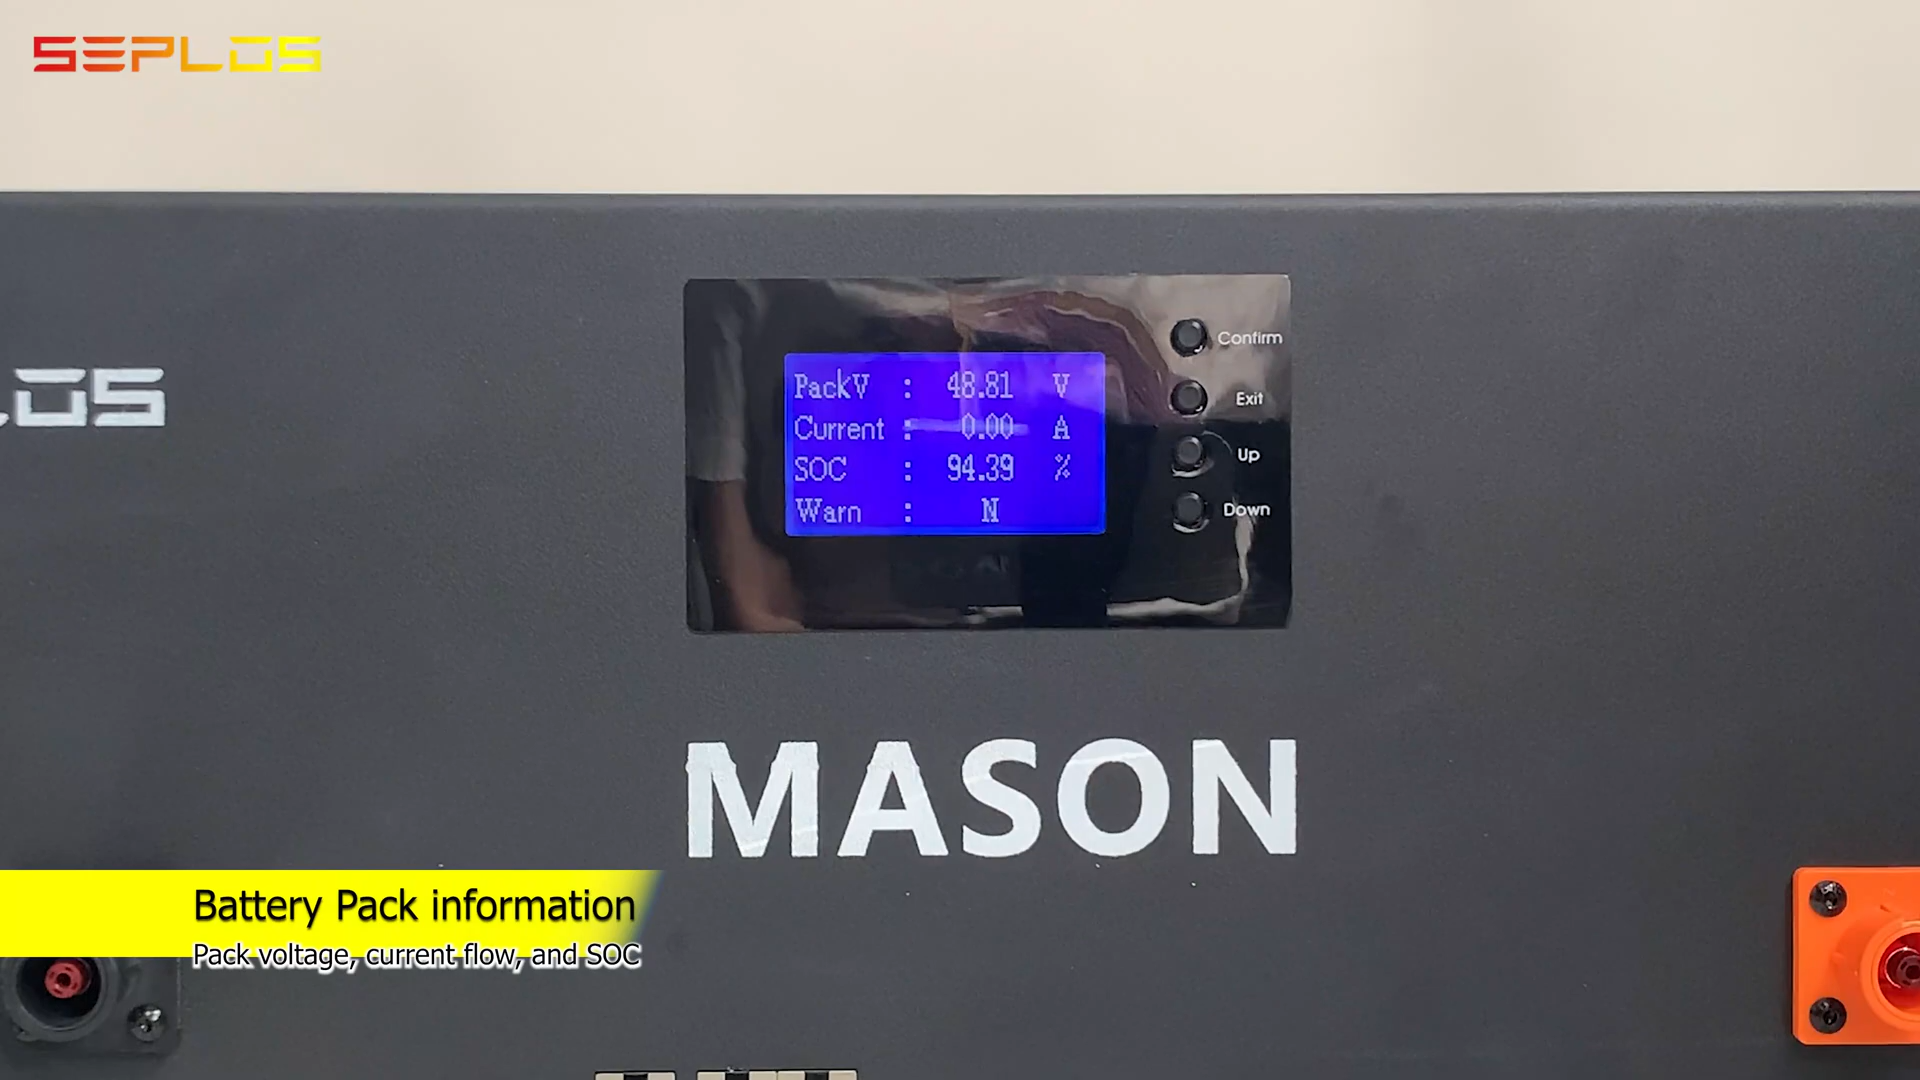 SEPLOS
PackV : 48.81 V
Current : 0.00 A
SOC : 94.39 %
Warn : N
Confirm
Exit
Up
Down
LOS
MASON
Battery Pack information
Pack voltage, current flow, and SOC